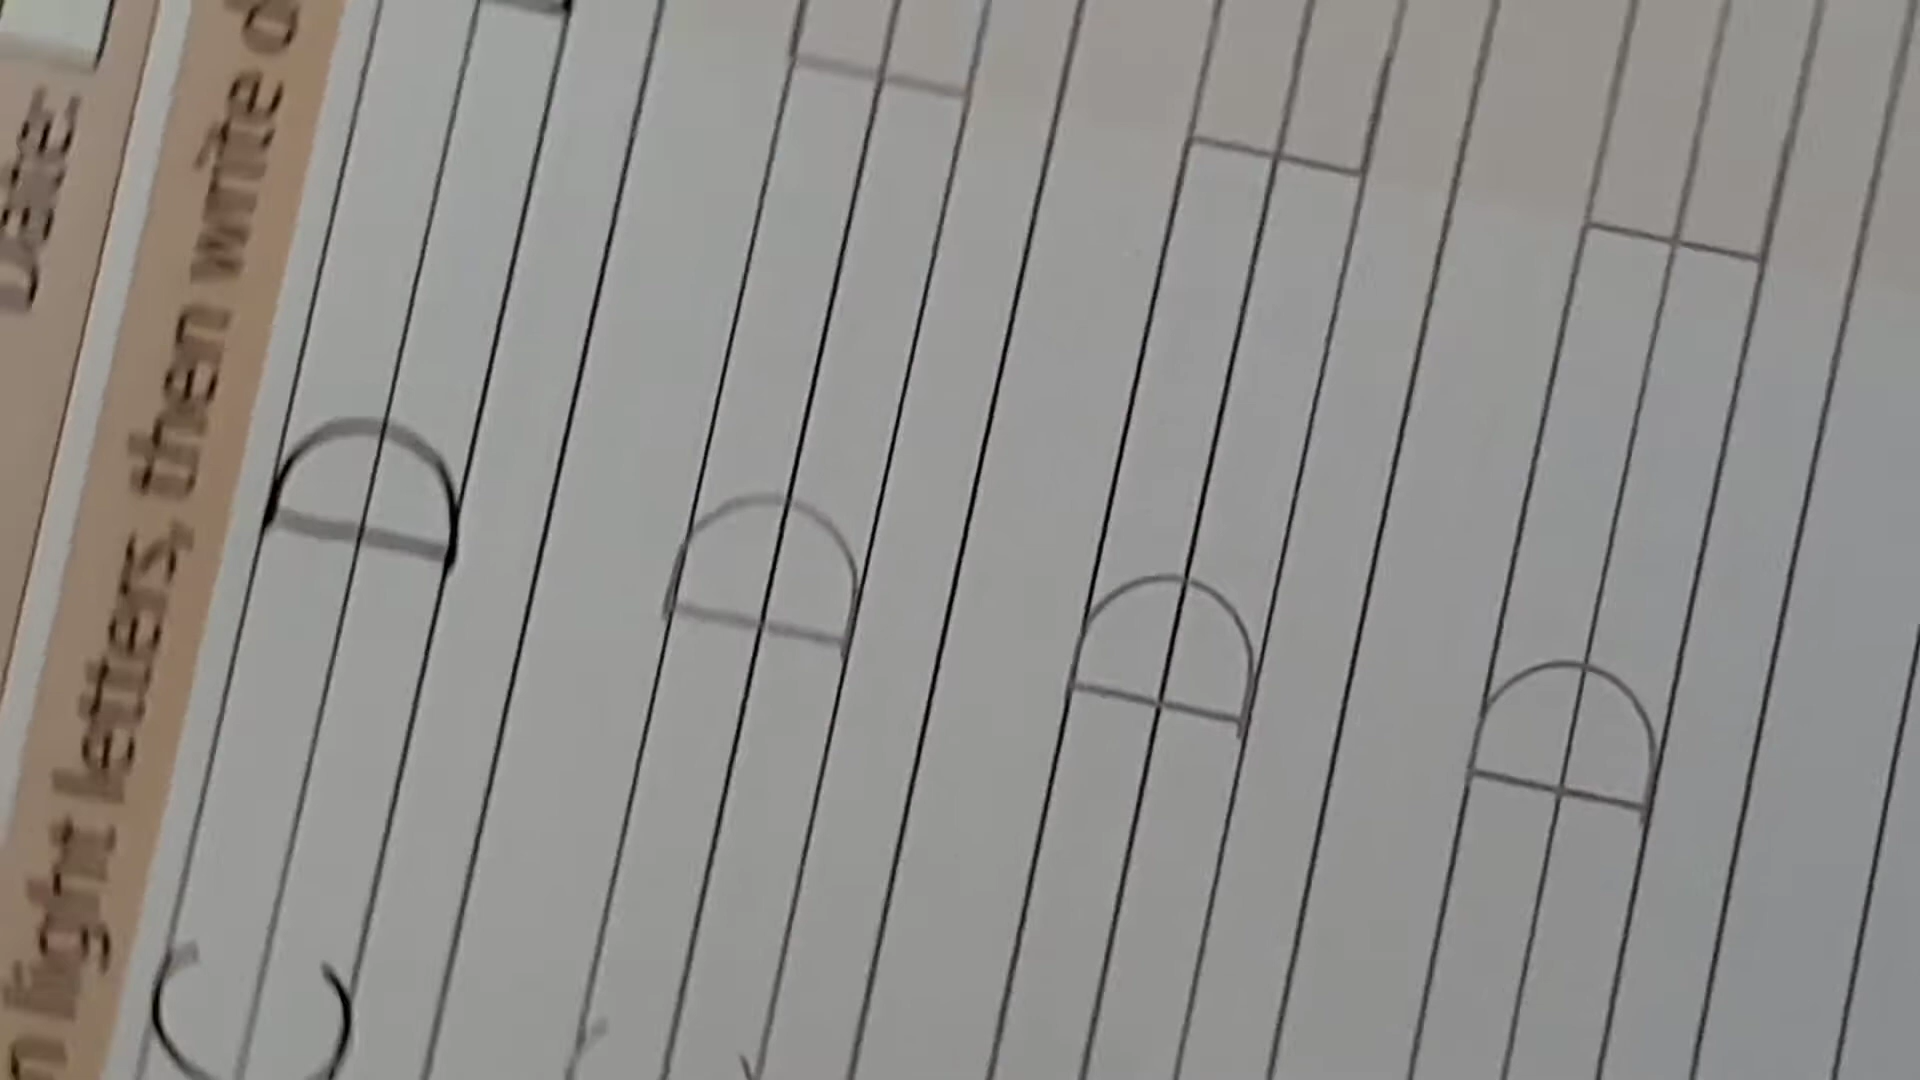 DATE:
light letters, then write
C D
D
D
D